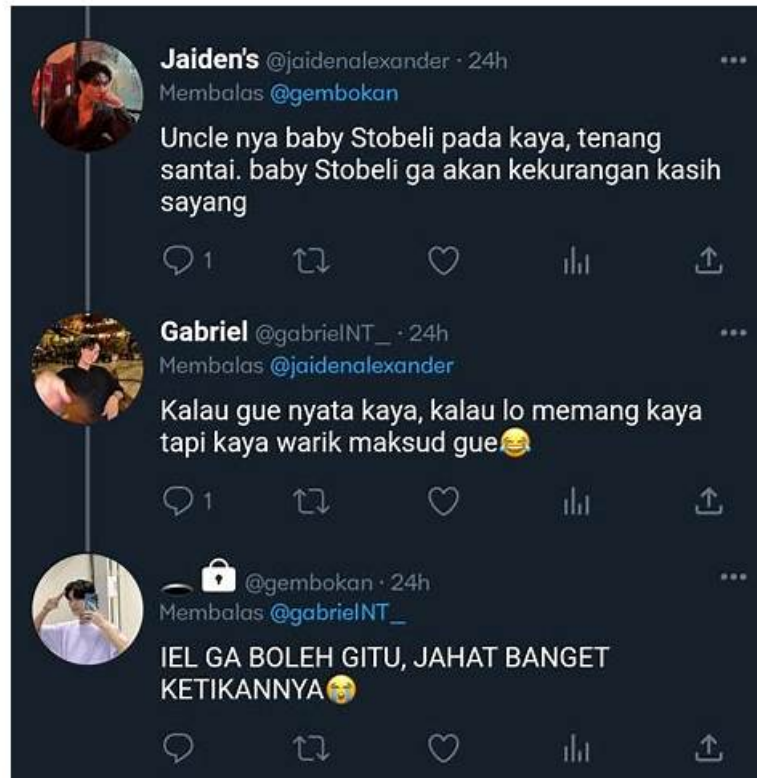 Jaiden's @jaidenalexander · 24h
Membalas @gembokan
Uncle nya baby Stobeli pada kaya, tenang
santai. baby Stobeli ga akan kekurangan kasih
sayang
1
Gabriel @gabrielNT_ · 24h
Membalas @jaidenalexander
Kalau gue nyata kaya, kalau lo memang kaya
tapi kaya warik maksud gue😂
1
🕳️🔒 @gembokan · 24h
Membalas @gabrielNT_
IEL GA BOLEH GITU, JAHAT BANGET
KETIKANNYA😭